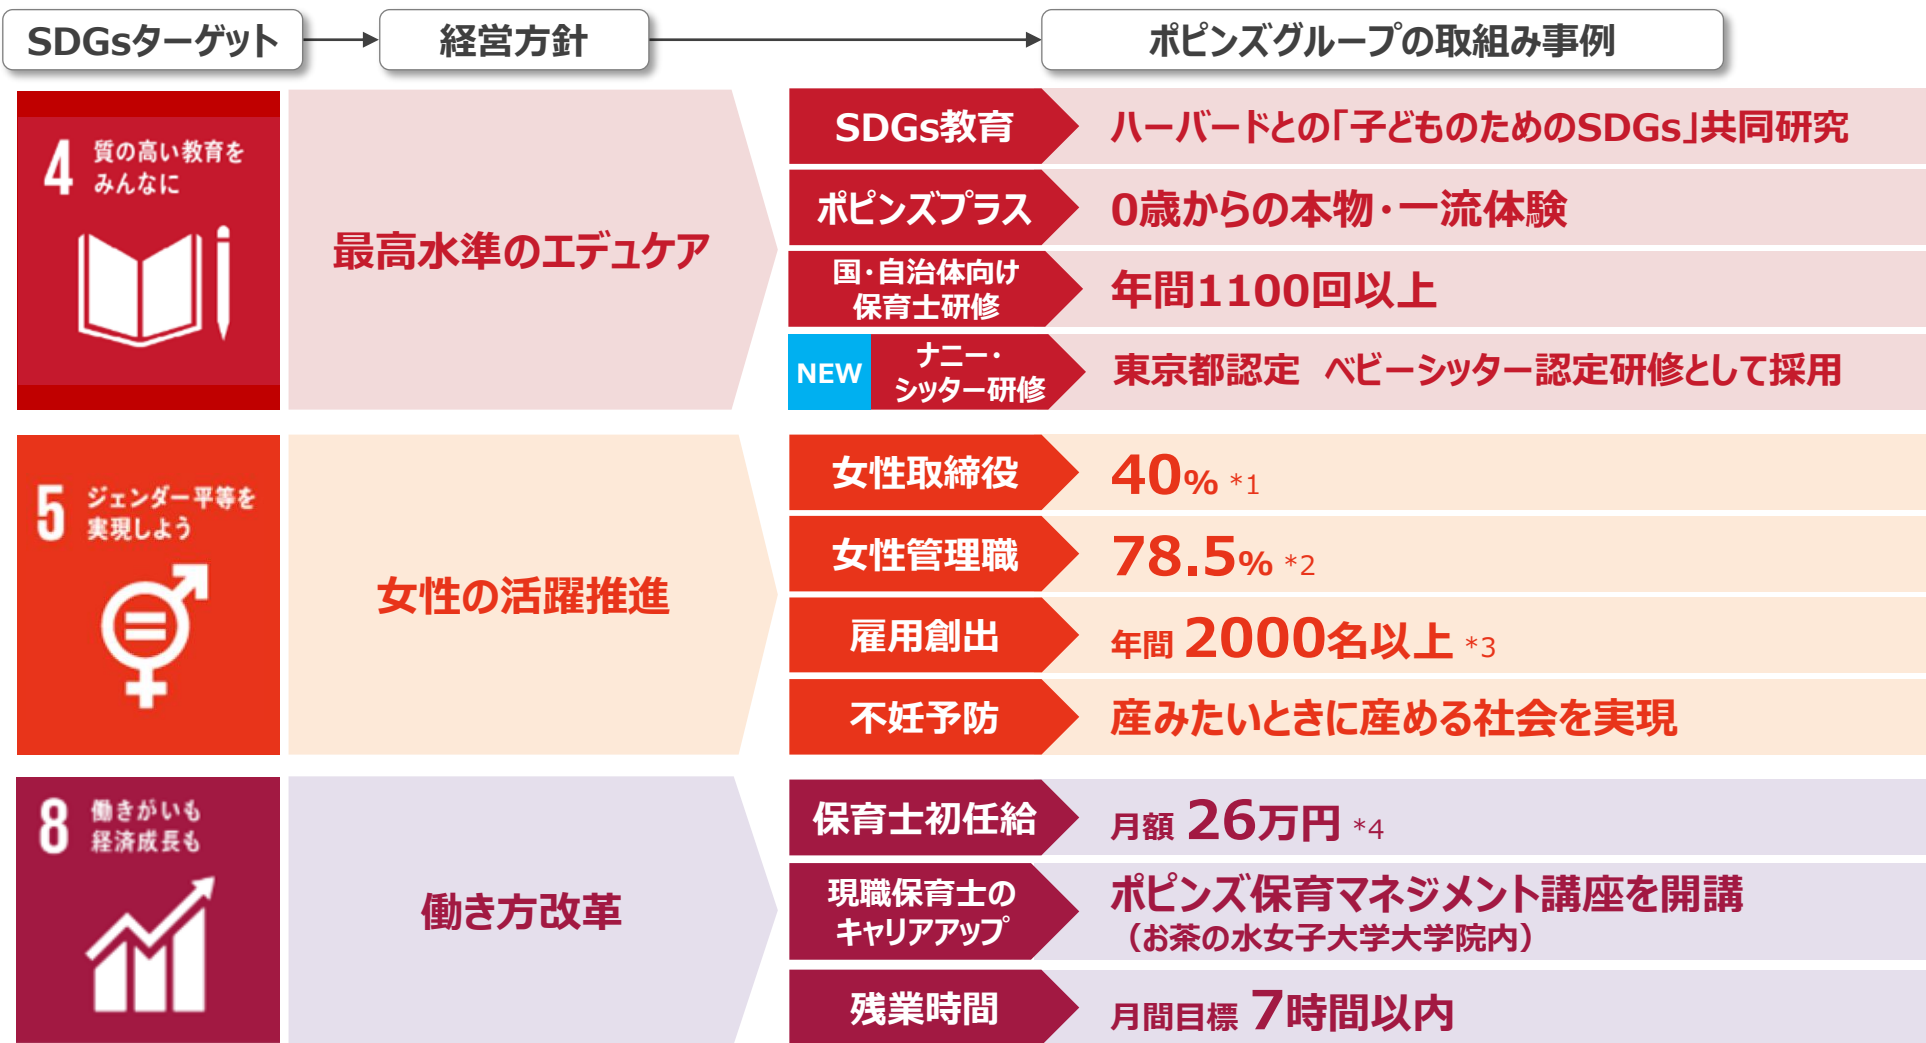 SDGsターゲット
経営方針
ポピンズグループの取組み事例
4 質の高い教育を
みんなに
最高水準のエデュケア
SDGs教育
ハーバードとの「子どものためのSDGs」共同研究
ポピンズプラス
0歳からの本物・一流体験
国・自治体向け
保育士研修
年間1100回以上
NEW
ナニー・
シッター研修
東京都認定 ベビーシッター認定研修として採用
5 ジェンダー平等を
実現しよう
女性の活躍推進
女性取締役
40% *1
女性管理職
78.5% *2
雇用創出
年間 2000名以上 *3
不妊予防
産みたいときに産める社会を実現
8 働きがいも
経済成長も
働き方改革
保育士初任給
月額 26万円 *4
現職保育士の
キャリアアップ
ポピンズ保育マネジメント講座を開講
（お茶の水女子大学大学院内）
残業時間
月間目標 7時間以内